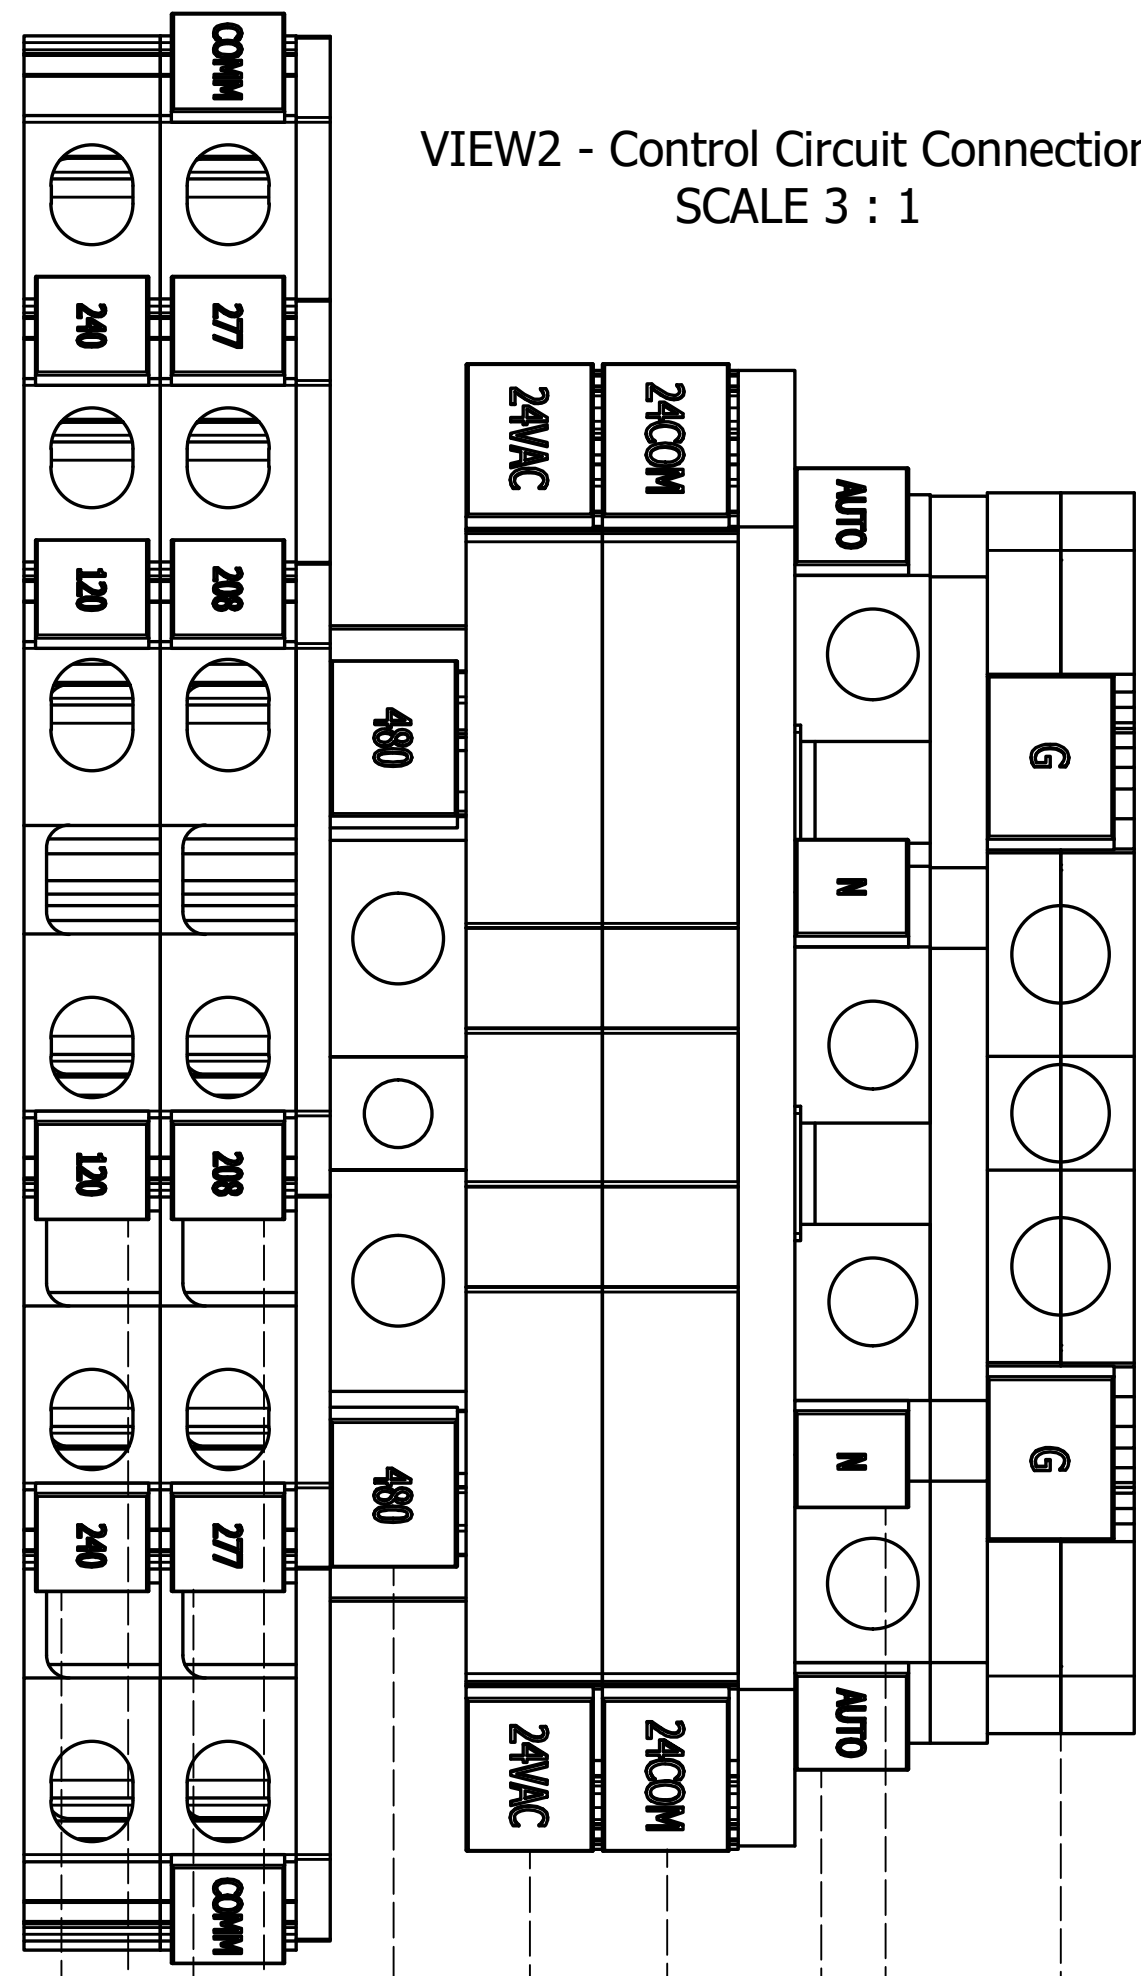 COMM
VIEW2 - Control Circuit Connection
SCALE 3 : 1
240
277
24VAC
24COM
AUTO
120
208
480
G
N
120
208
480
N
G
240
277
AUTO
24VAC
24COM
COMM